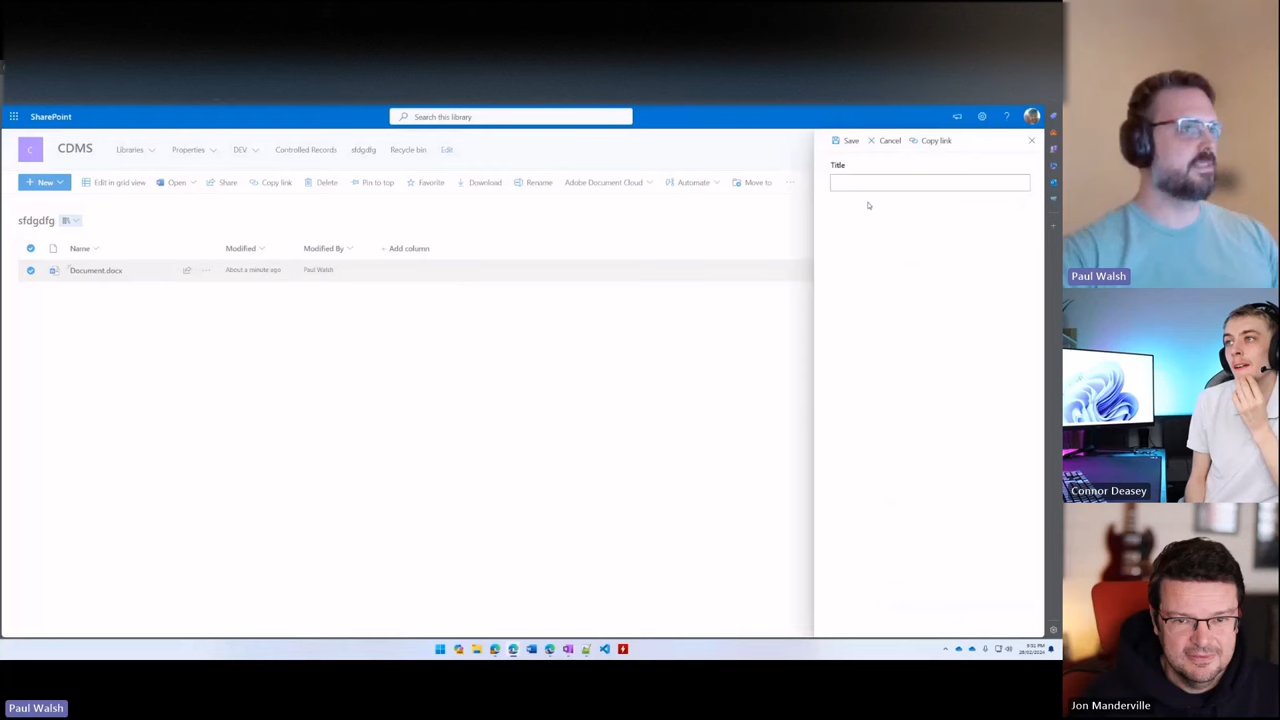 SharePoint
Search this library
?
C
CDMS
Libraries
Properties
DEV
Controlled Records
sfdgdfg
Recycle bin
Edit
+ New
Edit in grid view
Open
Share
Copy link
Delete
Pin to top
Favorite
Download
Rename
Adobe Document Cloud
Automate
Move to
...
Save
Cancel
Copy link
Title
sfdgdfg
Name
Modified
Modified By
+ Add column
Document.docx
...
About a minute ago
Paul Walsh
Paul Walsh
Connor Deasey
Jon Manderville
Paul Walsh